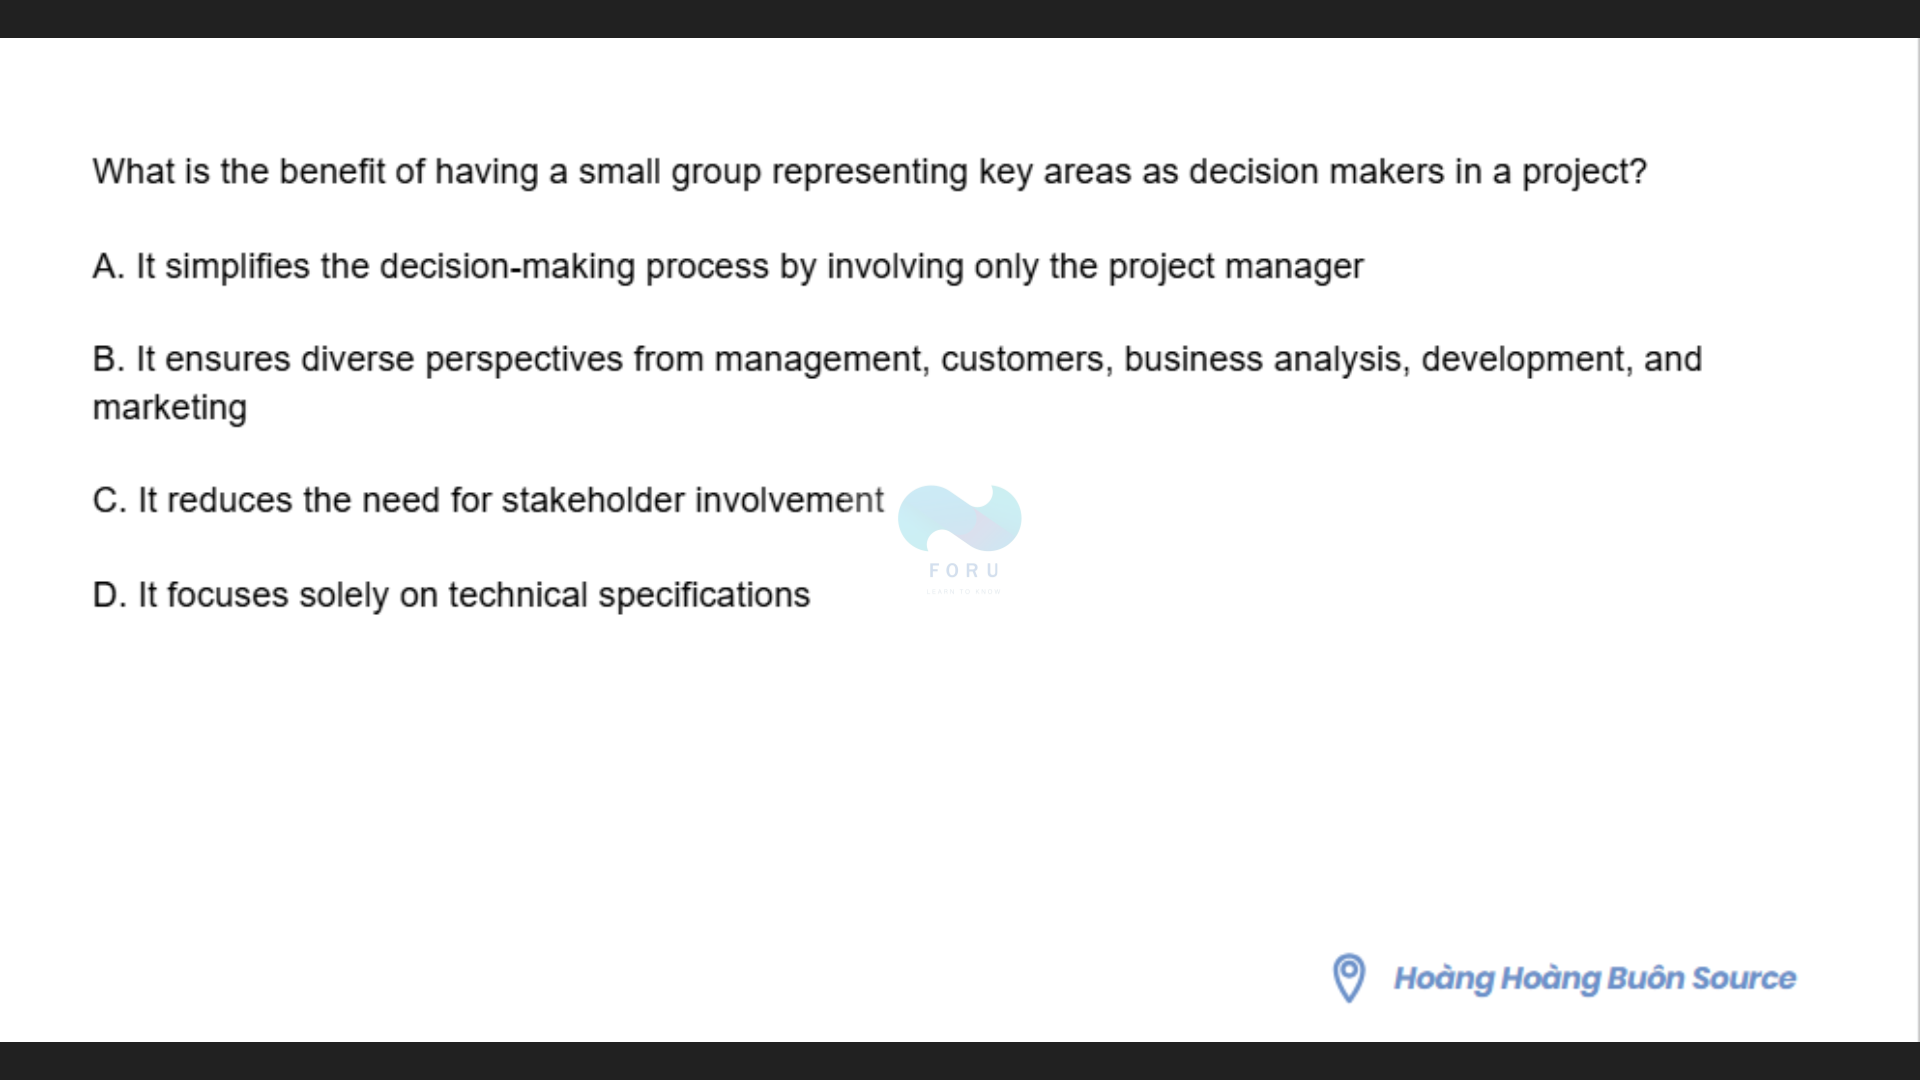 What is the benefit of having a small group representing key areas as decision makers in a project?
A. It simplifies the decision-making process by involving only the project manager
B. It ensures diverse perspectives from management, customers, business analysis, development, and
marketing
C. It reduces the need for stakeholder involvement
FORU
LEARN TO KNOW
D. It focuses solely on technical specifications
Hoàng Hoàng Buôn Source